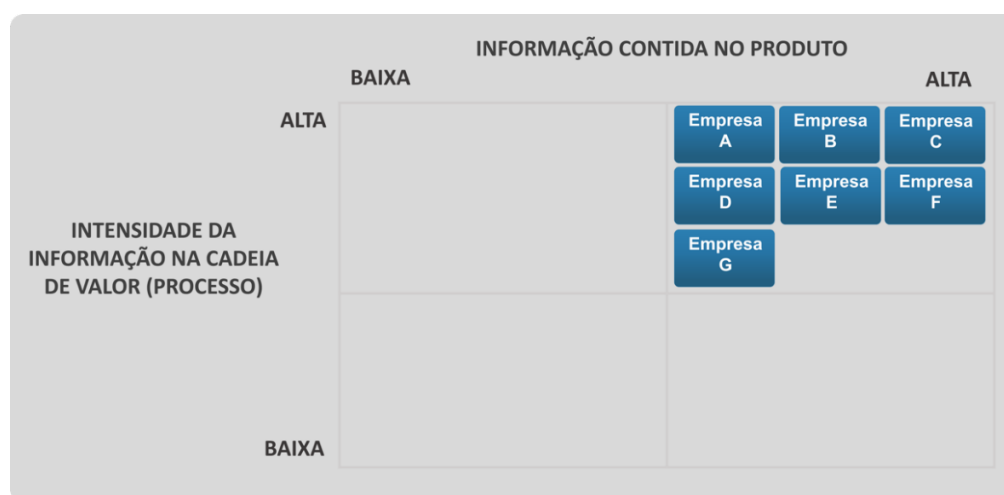 INFORMAÇÃO CONTIDA NO PRODUTO
BAIXA
ALTA
ALTA
Empresa
A
Empresa
B
Empresa
C
Empresa
D
Empresa
E
Empresa
F
Empresa
G
INTENSIDADE DA
INFORMAÇÃO NA CADEIA
DE VALOR (PROCESSO)
BAIXA